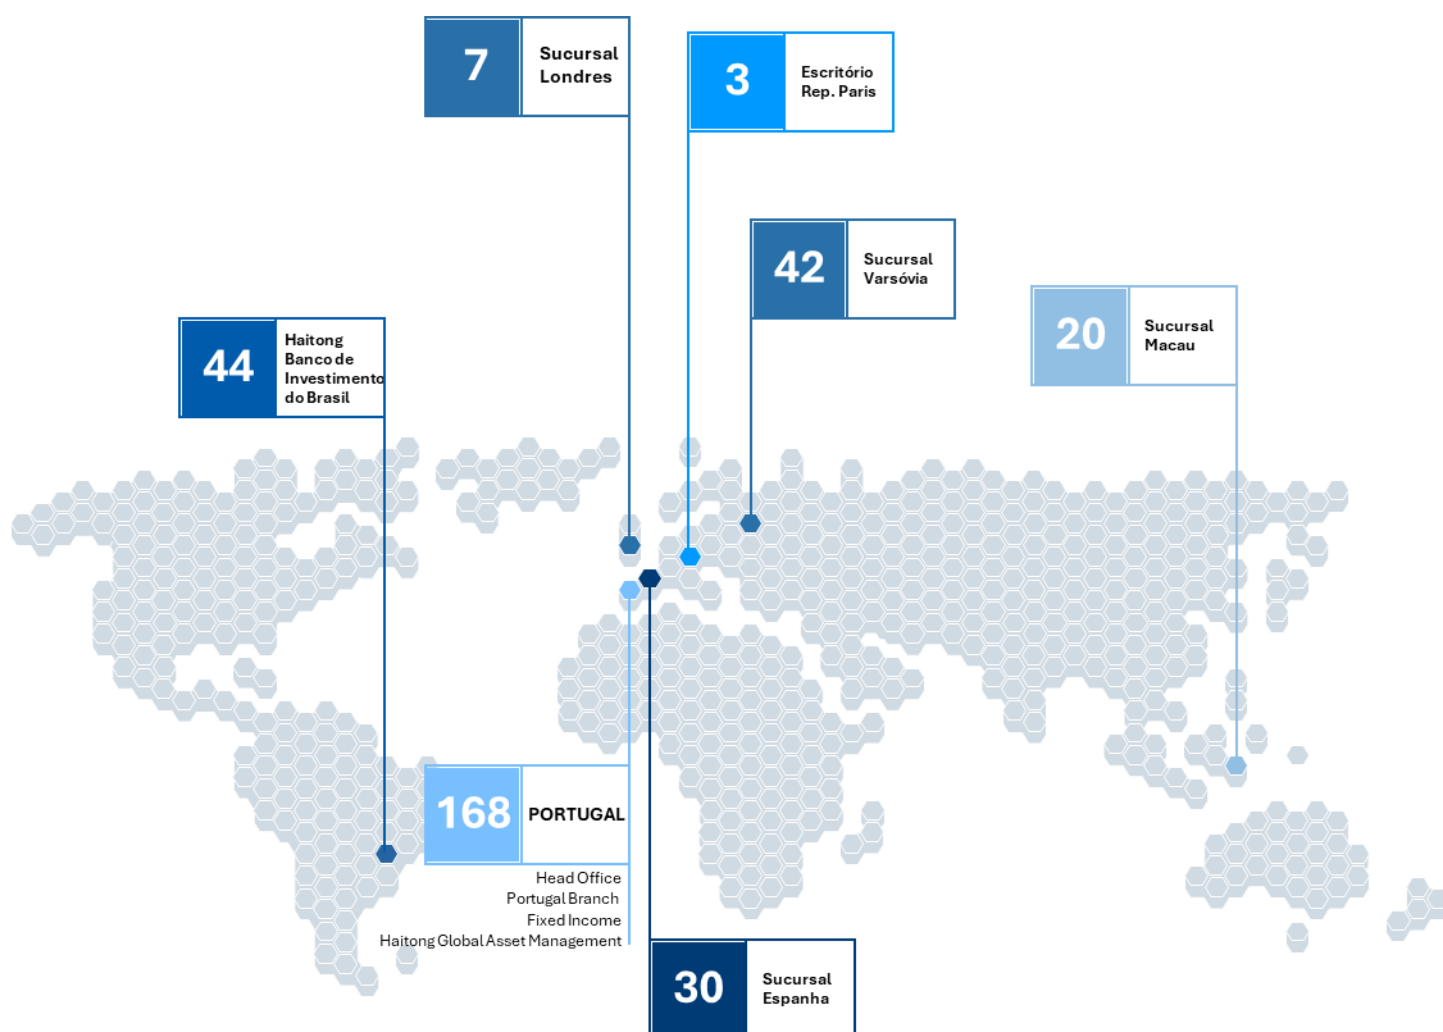 7
Sucursal
Londres
3
Escritório
Rep. Paris
42
Sucursal
Varsóvia
20
Sucursal
Macau
44
Haitong
Banco de
Investimento
do Brasil
168
PORTUGAL
Head Office
Portugal Branch
Fixed Income
Haitong Global Asset Management
30
Sucursal
Espanha